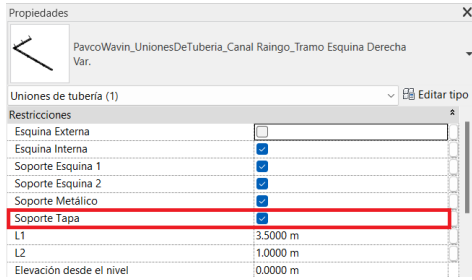 Propiedades
PavcoWavin_UnionesDeTuberia_Canal Raingo_Tramo Esquina Derecha
Var.
Uniones de tubería (1)
Editar tipo
Restricciones
Esquina Externa
Esquina Interna
Soporte Esquina 1
Soporte Esquina 2
Soporte Metálico
Soporte Tapa
L1 3.5000 m
L2 1.0000 m
Elevación desde el nivel 0.0000 m